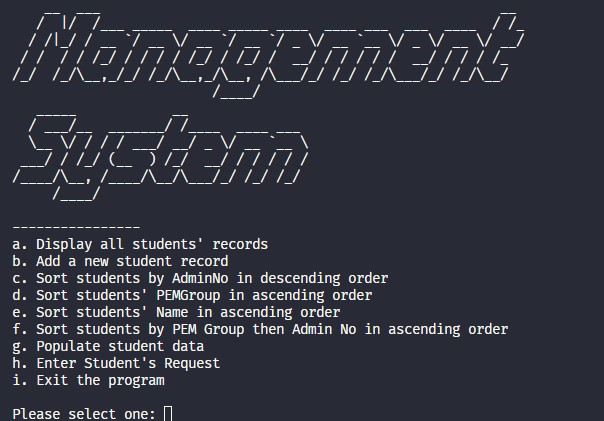 Management
System
----------------
a. Display all students' records
b. Add a new student record
c. Sort students by AdminNo in descending order
d. Sort students' PEMGroup in ascending order
e. Sort students' Name in ascending order
f. Sort students by PEM Group then Admin No in ascending order
g. Populate student data
h. Enter Student's Request
i. Exit the program
Please select one: